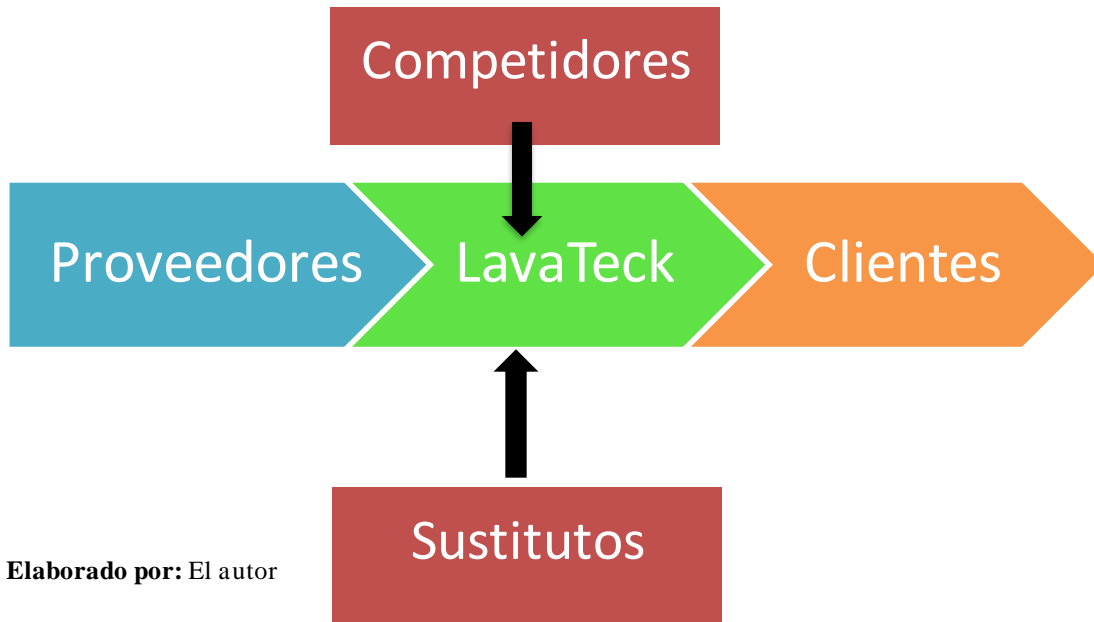 Competidores
Proveedores
LavaTeck
Clientes
Sustitutos
Elaborado por: El autor